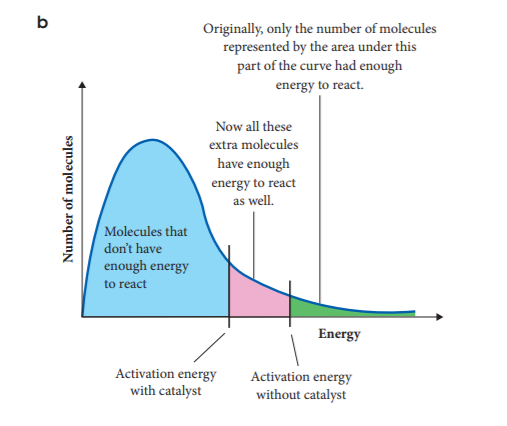 b
Originally, only the number of molecules
represented by the area under this
part of the curve had enough
energy to react.
Now all these
extra molecules
have enough
energy to react
as well.
Number of molecules
Molecules that
don't have
enough energy
to react
Energy
Activation energy
with catalyst
Activation energy
without catalyst